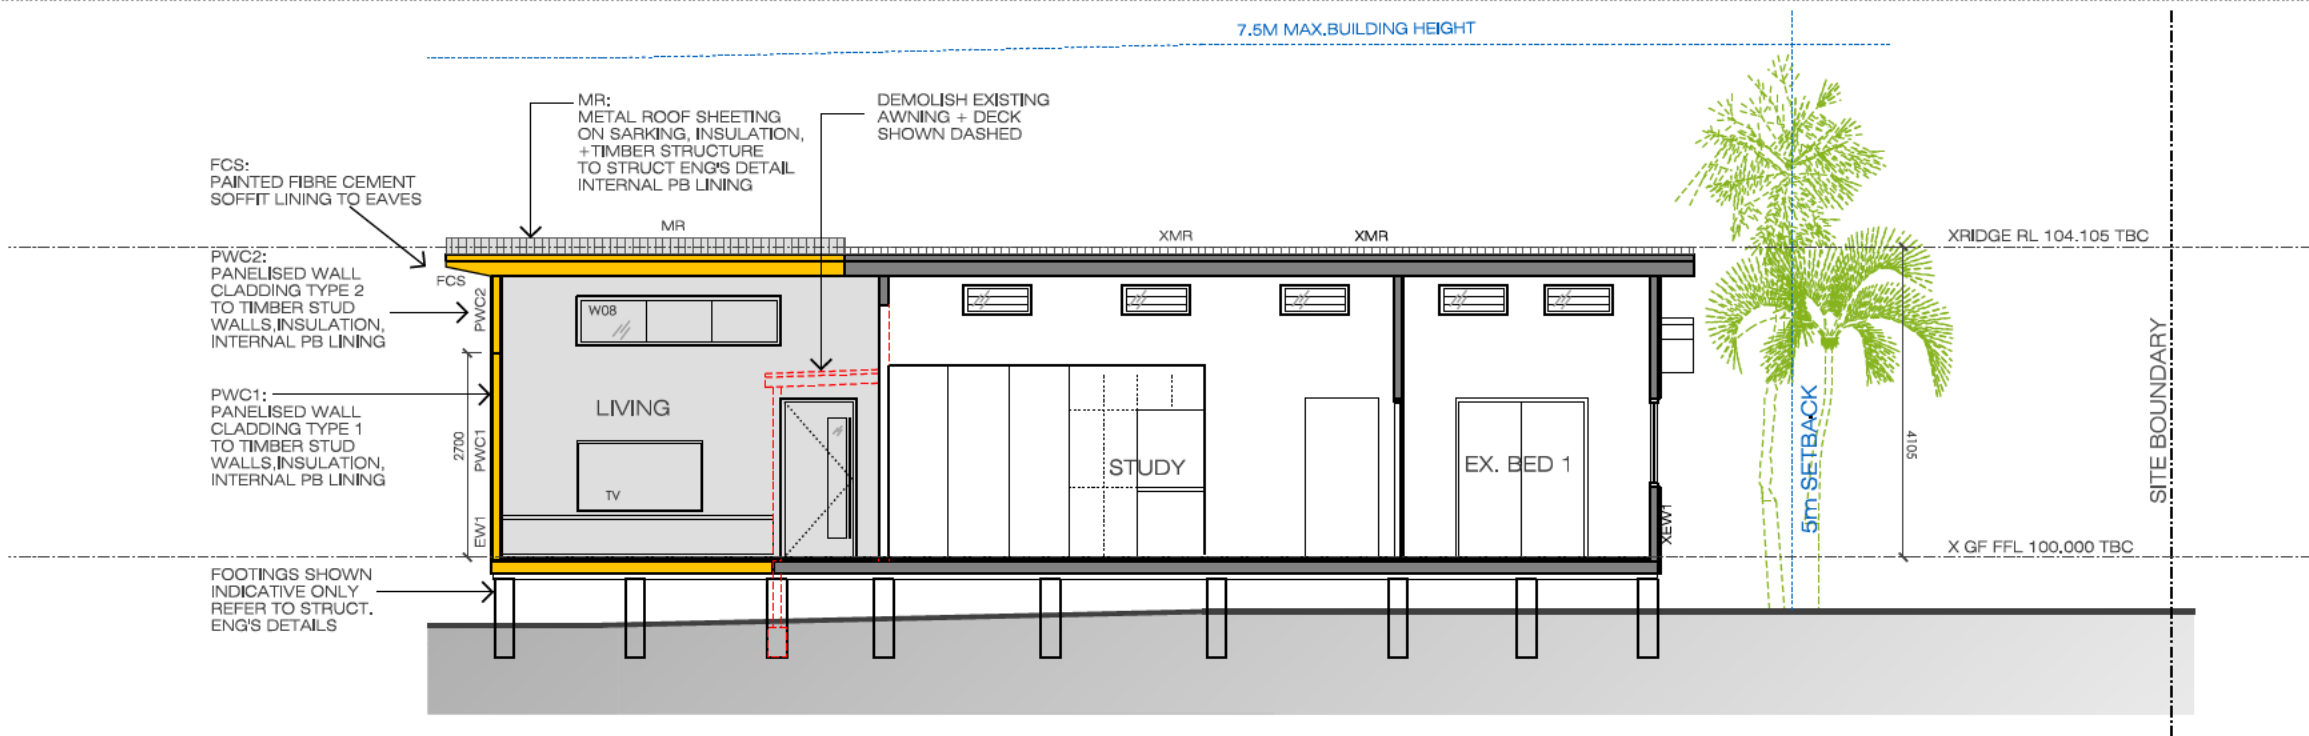 7.5M MAX.BUILDING HEIGHT
MR:
METAL ROOF SHEETING
ON SARKING, INSULATION,
+TIMBER STRUCTURE
TO STRUCT ENG'S DETAIL
INTERNAL PB LINING
DEMOLISH EXISTING
AWNING + DECK
SHOWN DASHED
FCS:
PAINTED FIBRE CEMENT
SOFFIT LINING TO EAVES
MR
XMR
XMR
XRIDGE RL 104.105 TBC
PWC2:
PANELISED WALL
CLADDING TYPE 2
TO TIMBER STUD
WALLS,INSULATION,
INTERNAL PB LINING
FCS
PWC2
W08
PWC1:
PANELISED WALL
CLADDING TYPE 1
TO TIMBER STUD
WALLS,INSULATION,
INTERNAL PB LINING
2700
PWC1
EW1
LIVING
TV
STUDY
EX. BED 1
XEW1
5m SETBACK
4105
SITE BOUNDARY
X GF FFL 100.000 TBC
FOOTINGS SHOWN
INDICATIVE ONLY
REFER TO STRUCT.
ENG'S DETAILS